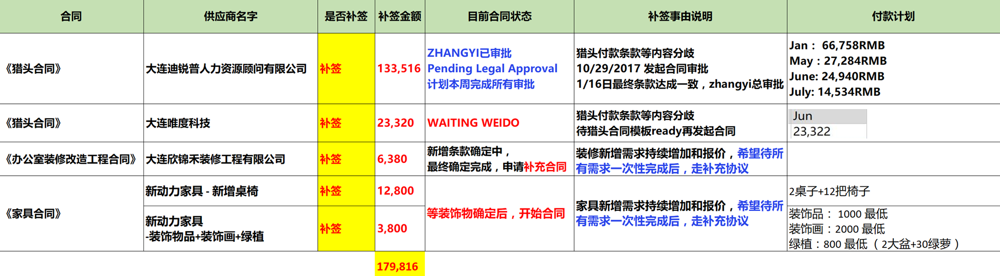 合同 供应商名字 是否补签 补签金额 目前合同状态 补签事由说明 付款计划
《猎头合同》 大连迪锐普人力资源顾问有限公司 补签 133,516
ZHANGYI已审批
Pending Legal Approval
计划本周完成所有审批
猎头付款条款等内容分歧
10/29/2017 发起合同审批
1/16日最终条款达成一致，zhangyi总审批
Jan： 66,758RMB
May：27,284RMB
June: 24,940RMB
July: 14,534RMB
《猎头合同》 大连唯度科技 补签 23,320 WAITING WEIDO
猎头付款条款等内容分歧
待猎头合同模板ready再发起合同
Jun
23,322
《办公室装修改造工程合同》 大连欣锦禾装修工程有限公司 补签 6,380
新增条款确定中，
最终确定完成，申请补充合同
装修新增需求持续增加和报价，希望待所
有需求一次性完成后，走补充协议
《家具合同》
新动力家具 - 新增桌椅 补签 12,800
新动力家具
-装饰物品+装饰画+绿植
补签 3,800
等装饰物确定后，开始合同
家具新增需求持续增加和报价，希望待所
有需求一次性完成后，走补充协议
2桌子+12把椅子
装饰品： 1000 最低
装饰画：2000 最低
绿植：800 最低 （2大盆+30绿萝）
179,816